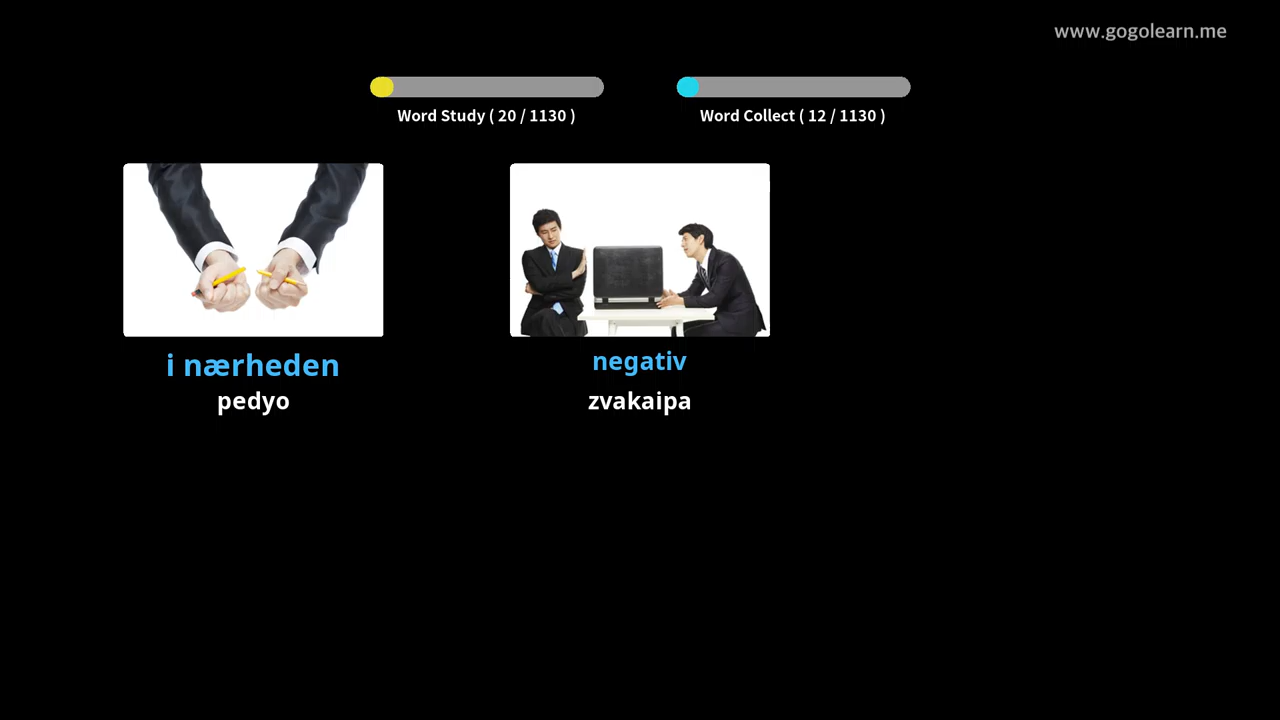 www.gogolearn.me
Word Study ( 20 / 1130 )
Word Collect ( 12 / 1130 )
i nærheden
pedyo
negativ
zvakaipa